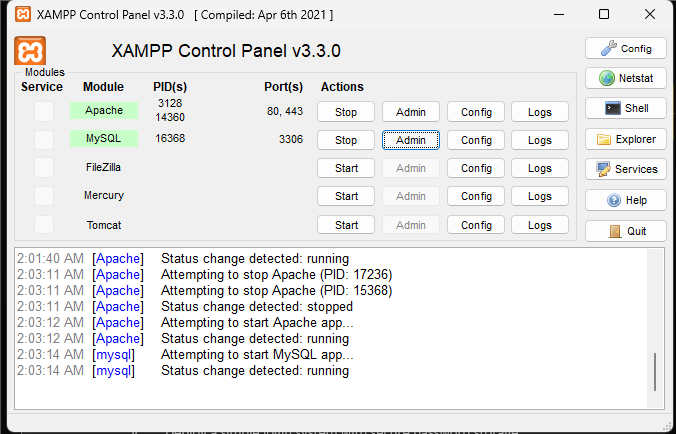 XAMPP Control Panel v3.3.0 [ Compiled: Apr 6th 2021 ]
XAMPP Control Panel v3.3.0
Config
Modules
Service Module PID(s) Port(s) Actions
Netstat
Apache 3128 14360 80, 443 Stop Admin Config Logs
Shell
MySQL 16368 3306 Stop Admin Config Logs
Explorer
FileZilla Start Admin Config Logs
Services
Mercury Start Admin Config Logs
Help
Tomcat Start Admin Config Logs
Quit
2:01:40 AM [Apache] Status change detected: running
2:03:11 AM [Apache] Attempting to stop Apache (PID: 17236)
2:03:11 AM [Apache] Attempting to stop Apache (PID: 15368)
2:03:11 AM [Apache] Status change detected: stopped
2:03:12 AM [Apache] Attempting to start Apache app...
2:03:12 AM [Apache] Status change detected: running
2:03:14 AM [mysql] Attempting to start MySQL app...
2:03:14 AM [mysql] Status change detected: running